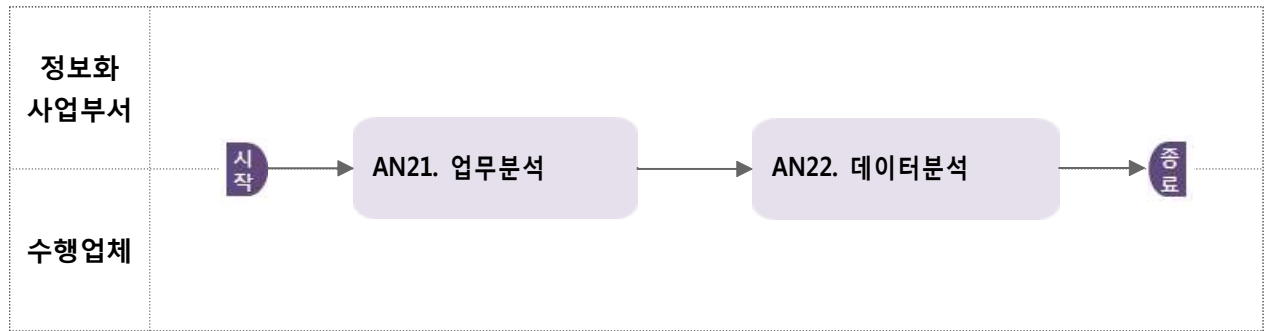 정보화
사업부서
시
작
AN21. 업무분석
AN22. 데이터분석
종
료
수행업체